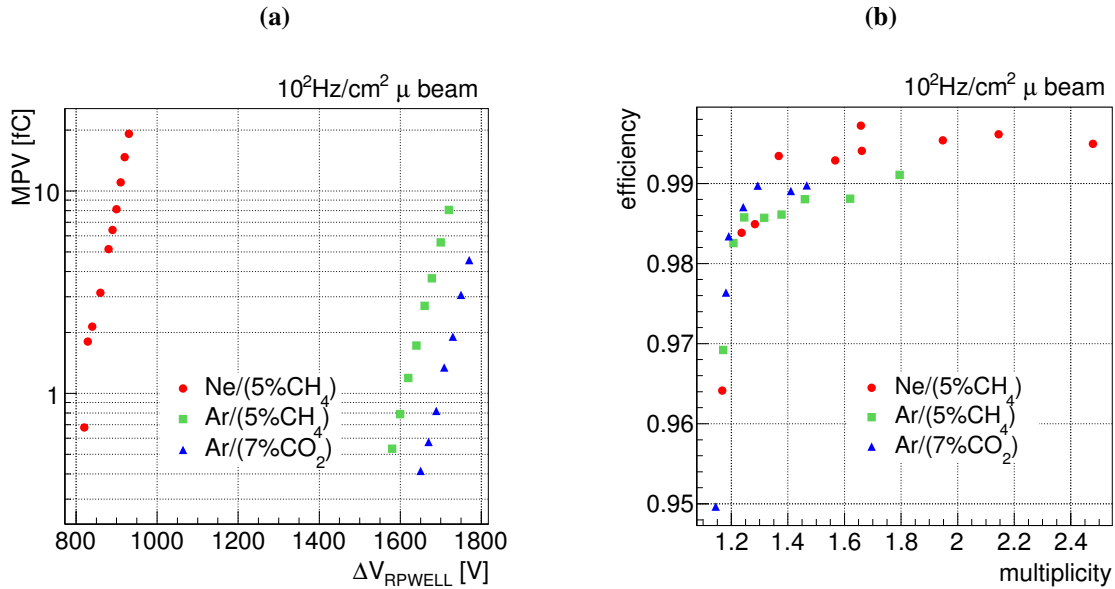 (a)
10²Hz/cm² μ beam
MPV [fC]
10
1
Ne/(5%CH₄)
Ar/(5%CH₄)
Ar/(7%CO₂)
800 1000 1200 1400 1600 1800
ΔV_RPWELL [V]
(b)
10²Hz/cm² μ beam
efficiency
0.99
0.98
0.97
0.96
0.95
Ne/(5%CH₄)
Ar/(5%CH₄)
Ar/(7%CO₂)
1.2 1.4 1.6 1.8 2 2.2 2.4
multiplicity